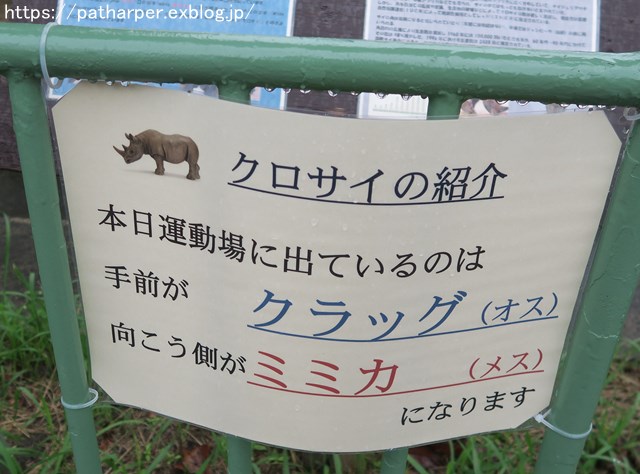 https://patharper.exblog.jp/
クロサイの紹介
本日運動場に出ているのは
手前が クラッグ (オス)
向こう側が ミミカ (メス)
になります